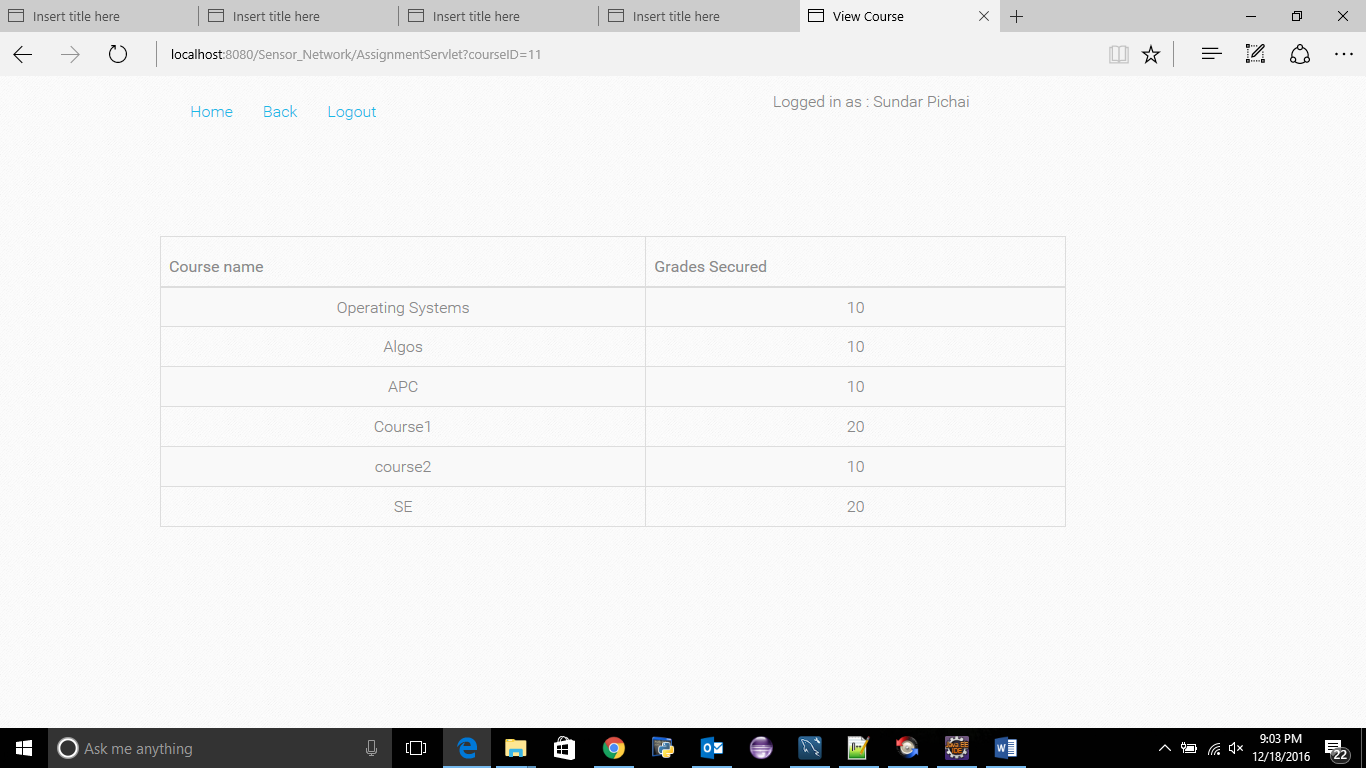 Insert title here
Insert title here
Insert title here
Insert title here
View Course
localhost:8080/Sensor_Network/AssignmentServlet?courseID=11
Home Back Logout
Logged in as : Sundar Pichai
Course name Grades Secured
Operating Systems 10
Algos 10
APC 10
Course1 20
course2 10
SE 20
Ask me anything
9:03 PM
12/18/2016
22